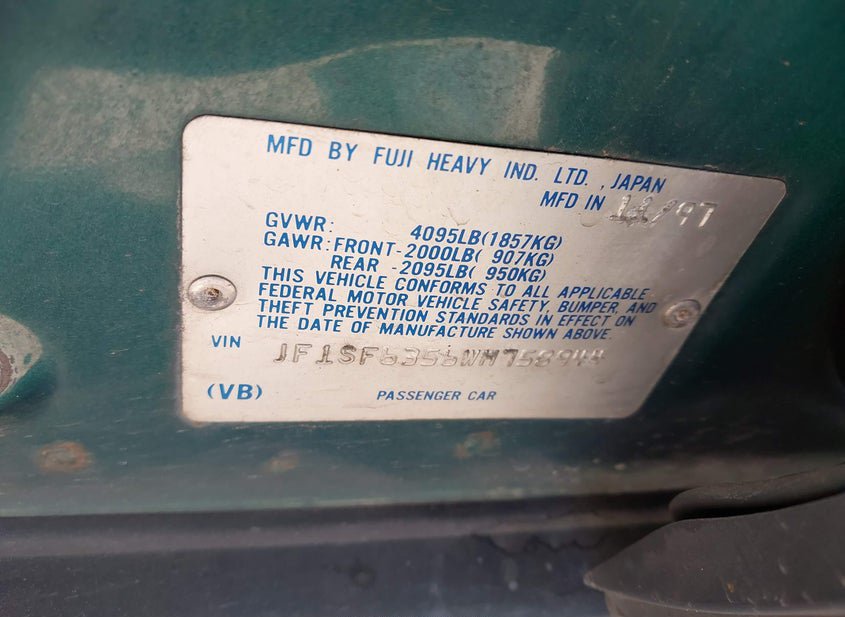 MFD BY FUJI HEAVY IND. LTD. , JAPAN
MFD IN 11/97
GVWR: 4095LB(1857KG)
GAWR:FRONT-2000LB( 907KG)
REAR -2095LB( 950KG)
THIS VEHICLE CONFORMS TO ALL APPLICABLE
FEDERAL MOTOR VEHICLE SAFETY, BUMPER, AND
THEFT PREVENTION STANDARDS IN EFFECT ON
THE DATE OF MANUFACTURE SHOWN ABOVE.
VIN JF1SF6356WH758944
(VB) PASSENGER CAR